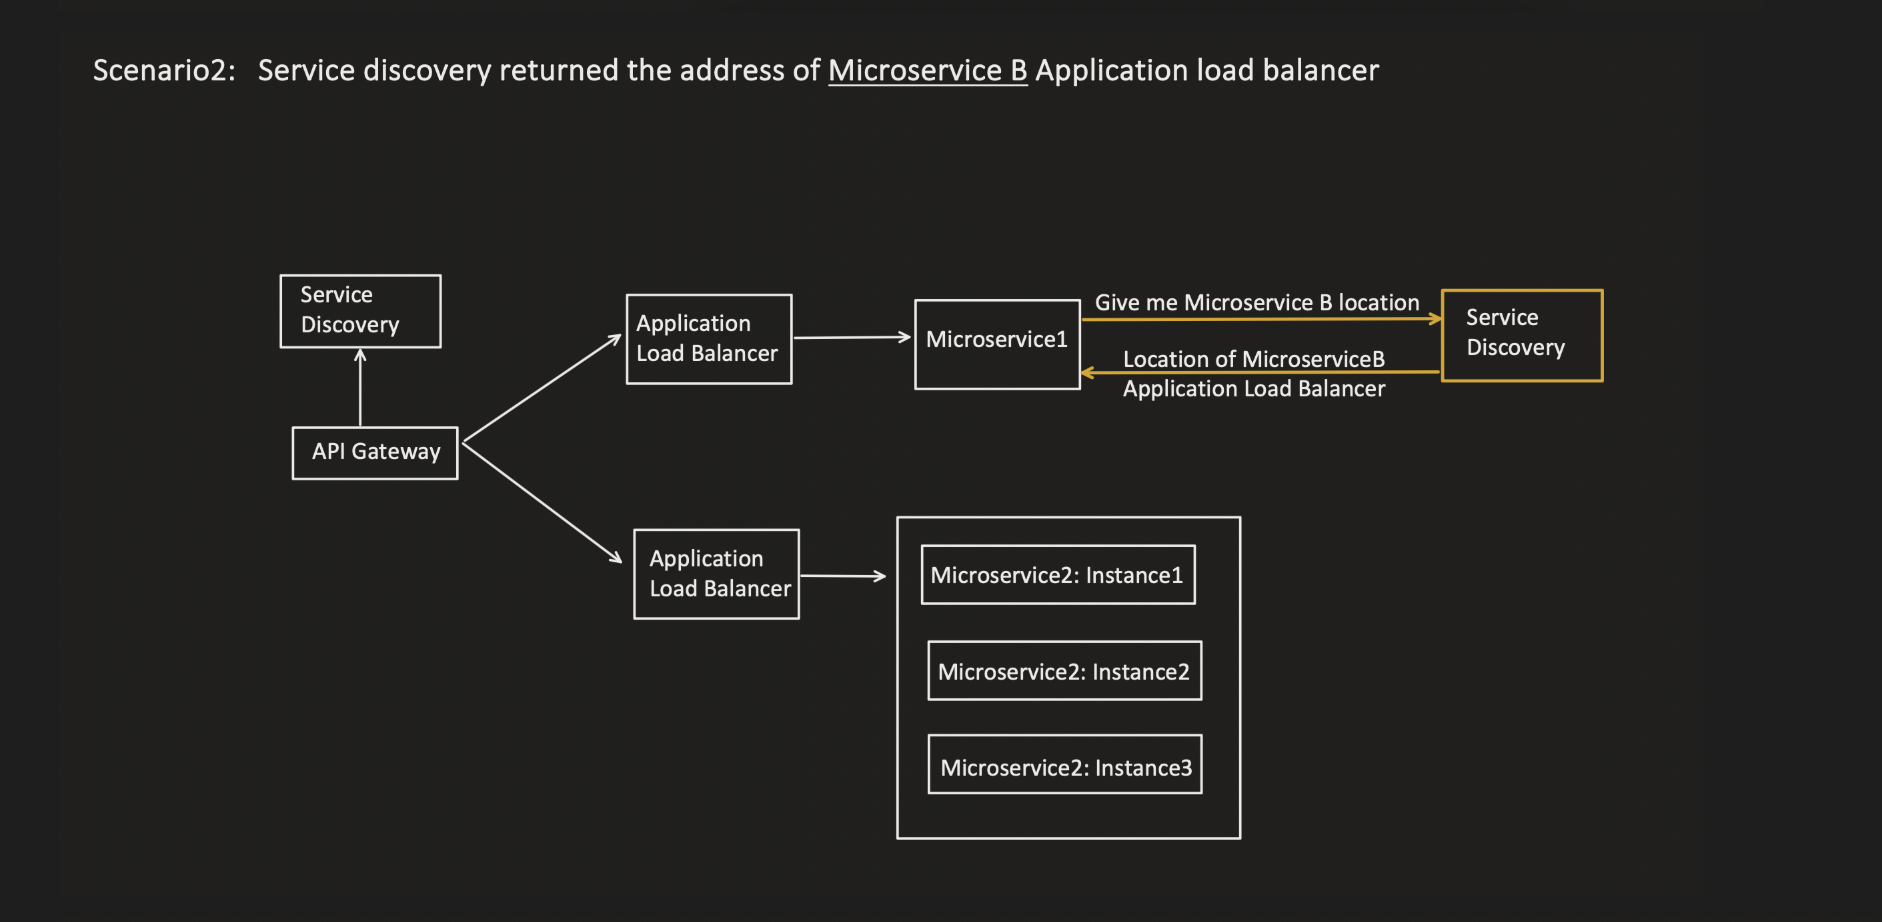 Scenario2: Service discovery returned the address of Microservice B Application load balancer
Service
Discovery
API Gateway
Application
Load Balancer
Microservice1
Give me Microservice B location
Location of MicroserviceB
Application Load Balancer
Service
Discovery
Application
Load Balancer
Microservice2: Instance1
Microservice2: Instance2
Microservice2: Instance3